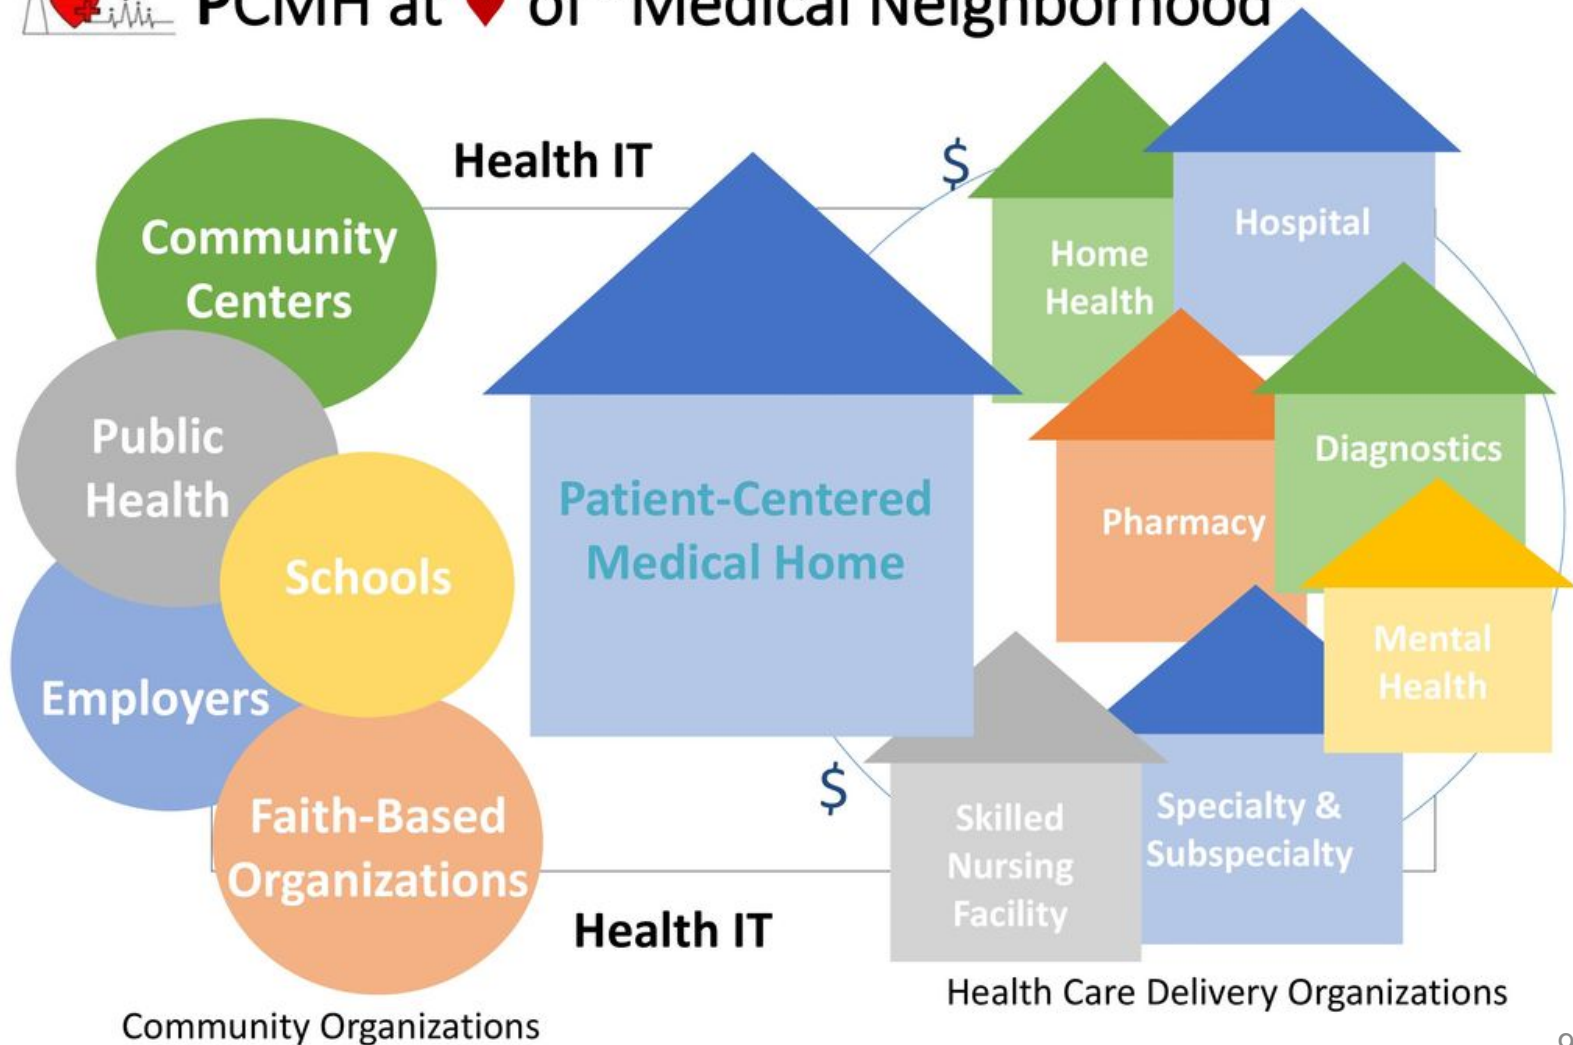 PCMH at ♥ of "Medical Neighborhood"
Health IT
$
Community
Centers
Home
Health
Hospital
Public
Health
Schools
Employers
Faith-Based
Organizations
Patient-Centered
Medical Home
Pharmacy
Diagnostics
Mental
Health
$
Skilled
Nursing
Facility
Specialty &
Subspecialty
Health IT
Community Organizations
Health Care Delivery Organizations